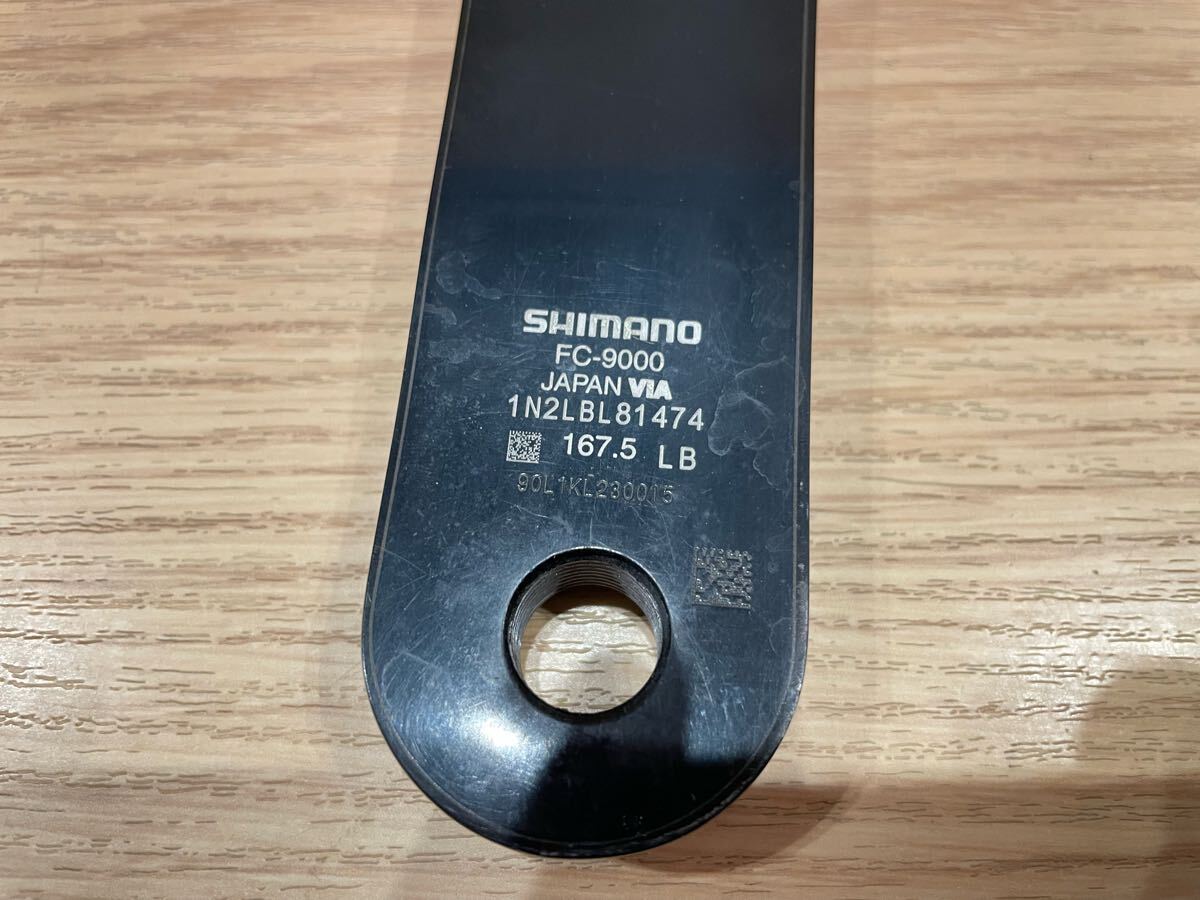 SHIMANO
FC-9000
JAPAN VIA
1N2LBL81474
167.5 LB
90L1KL230015